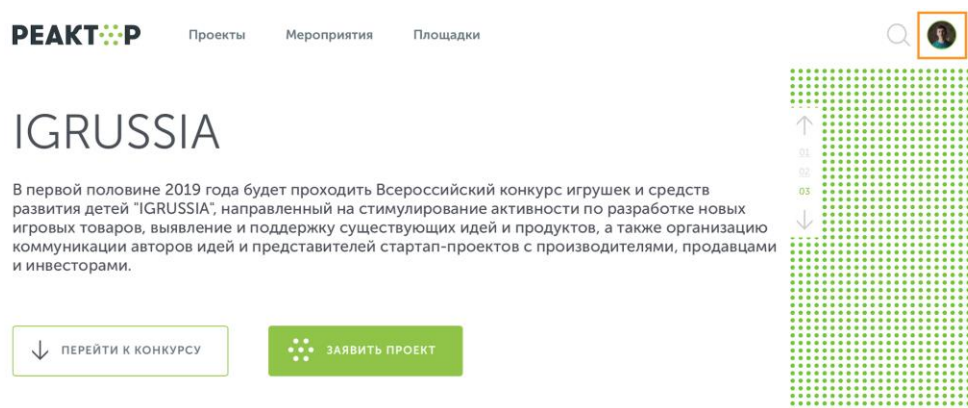 РЕАКТОР
Проекты Мероприятия Площадки
IGRUSSIA
01
02
03
В первой половине 2019 года будет проходить Всероссийский конкурс игрушек и средств
развития детей "IGRUSSIA", направленный на стимулирование активности по разработке новых
игровых товаров, выявление и поддержку существующих идей и продуктов, а также организацию
коммуникации авторов идей и представителей стартап-проектов с производителями, продавцами
и инвесторами.
ПЕРЕЙТИ К КОНКУРСУ
ЗАЯВИТЬ ПРОЕКТ